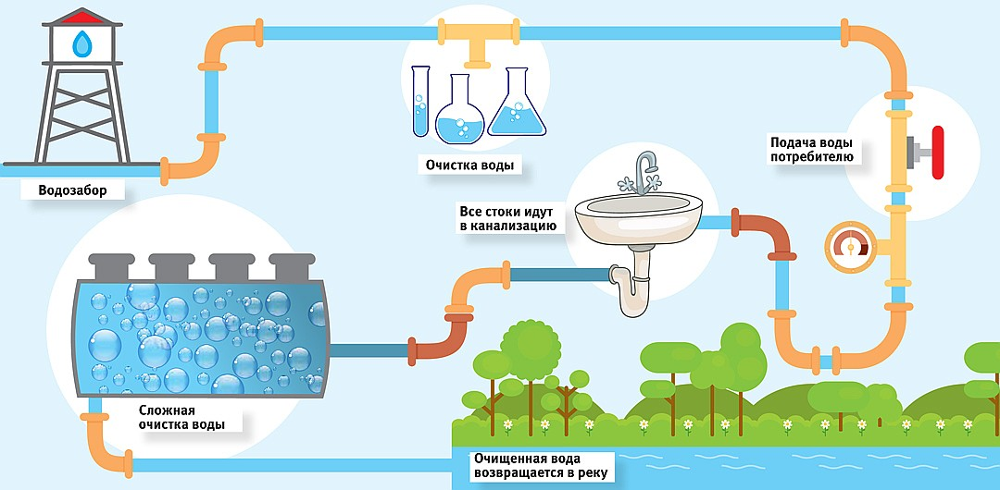 Водозабор
Очистка воды
Подача воды
потребителю
Все стоки идут
в канализацию
Сложная
очистка воды
Очищенная вода
возвращается в реку